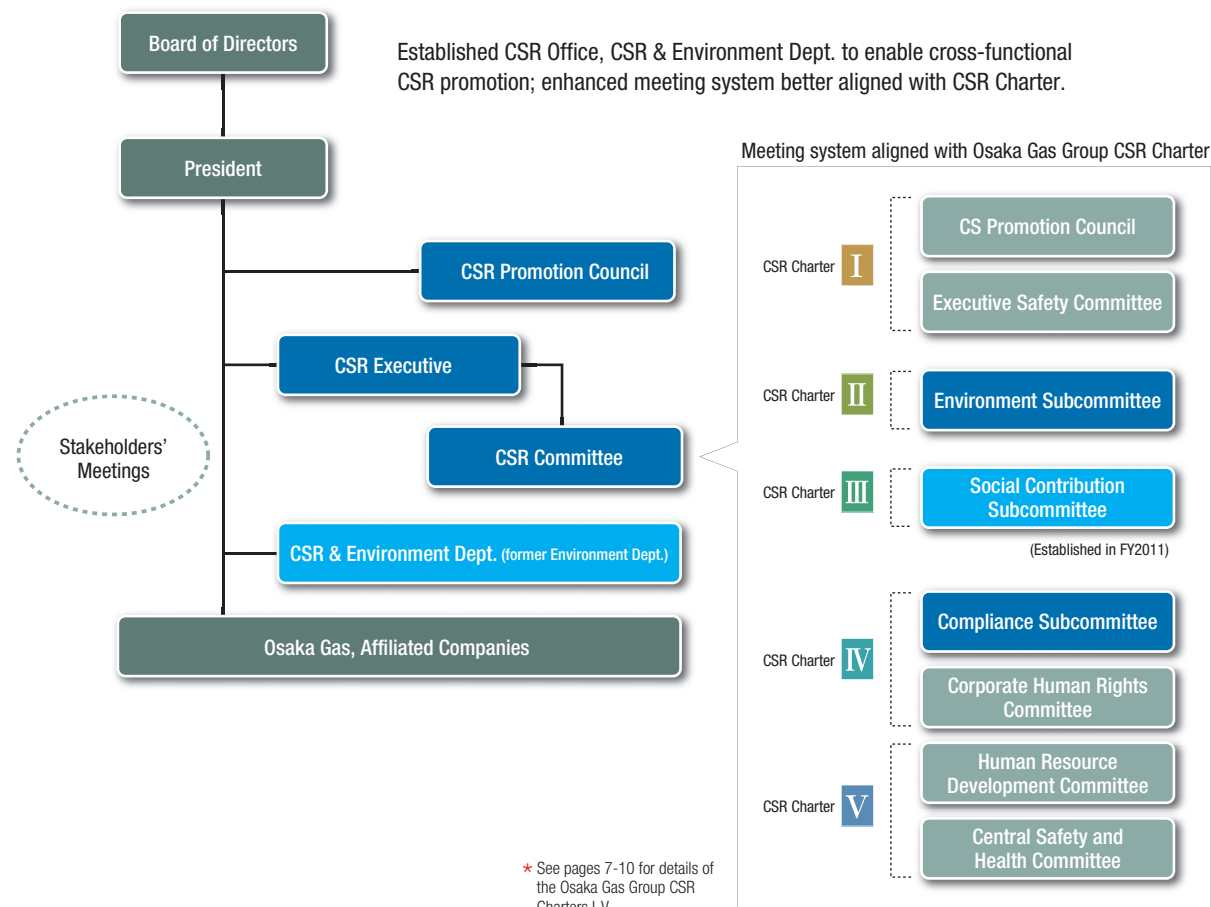 Board of Directors
Established CSR Office, CSR & Environment Dept. to enable cross-functional
CSR promotion; enhanced meeting system better aligned with CSR Charter.
President
CSR Promotion Council
CSR Executive
CSR Committee
Stakeholders'
Meetings
CSR & Environment Dept. (former Environment Dept.)
Osaka Gas, Affiliated Companies
Meeting system aligned with Osaka Gas Group CSR Charter
CSR Charter I
CS Promotion Council
Executive Safety Committee
CSR Charter II
Environment Subcommittee
CSR Charter III
Social Contribution
Subcommittee
(Established in FY2011)
CSR Charter IV
Compliance Subcommittee
Corporate Human Rights
Committee
CSR Charter V
Human Resource
Development Committee
Central Safety and
Health Committee
* See pages 7-10 for details of
the Osaka Gas Group CSR
Charters I-V